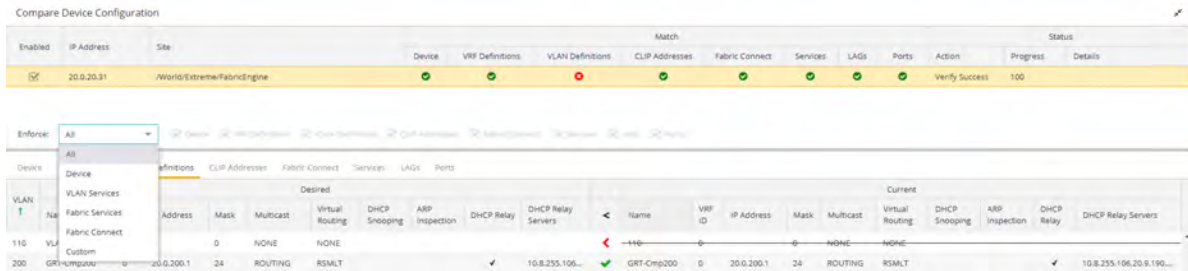 Compare Device Configuration
Enabled IP Address Site Match Status
Device VRF Definitions VLAN Definitions CLIP Addresses Fabric Connect Services LAGs Ports Action Progress Details
20.0.20.31 /World/Extreme/FabricEngine Verify Success 100
Enforce: All Device
All
Device
VLAN Services
Fabric Services
Fabric Connect
Custom
Device efinitions CLIP Addresses Fabric Connect Services LAGs Ports
Desired Current
VLAN Na Address Mask Multicast Virtual Routing DHCP Snooping ARP Inspection DHCP Relay DHCP Relay Servers < Name VRF ID IP Address Mask Multicast Virtual Routing DHCP Snooping ARP Inspection DHCP Relay DHCP Relay Servers
110 VLA 0 NONE NONE 110 0 0 NONE NONE
200 GRT-Cmp200 0 20.0.200.1 24 ROUTING RSMLT 10.8.255.106... GRT-Cmp200 0 20.0.200.1 24 ROUTING RSMLT 10.8.255.106,20.9.190....